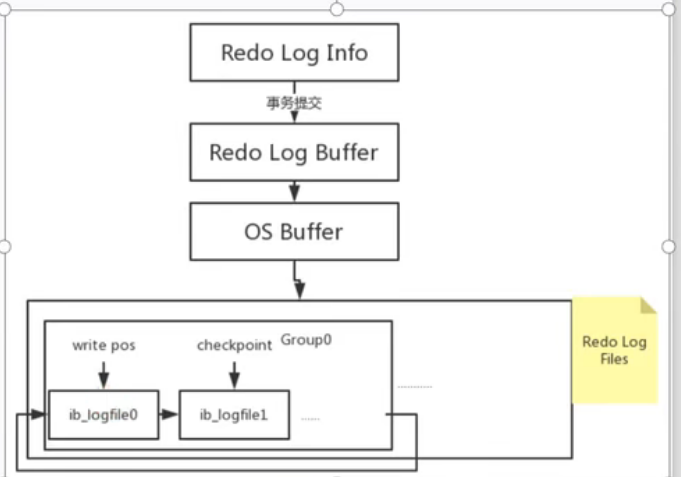 Redo Log Info
事务提交
Redo Log Buffer
OS Buffer
Redo Log
Files
write pos
checkpoint
Group0
ib_logfile0
ib_logfile1
......
............